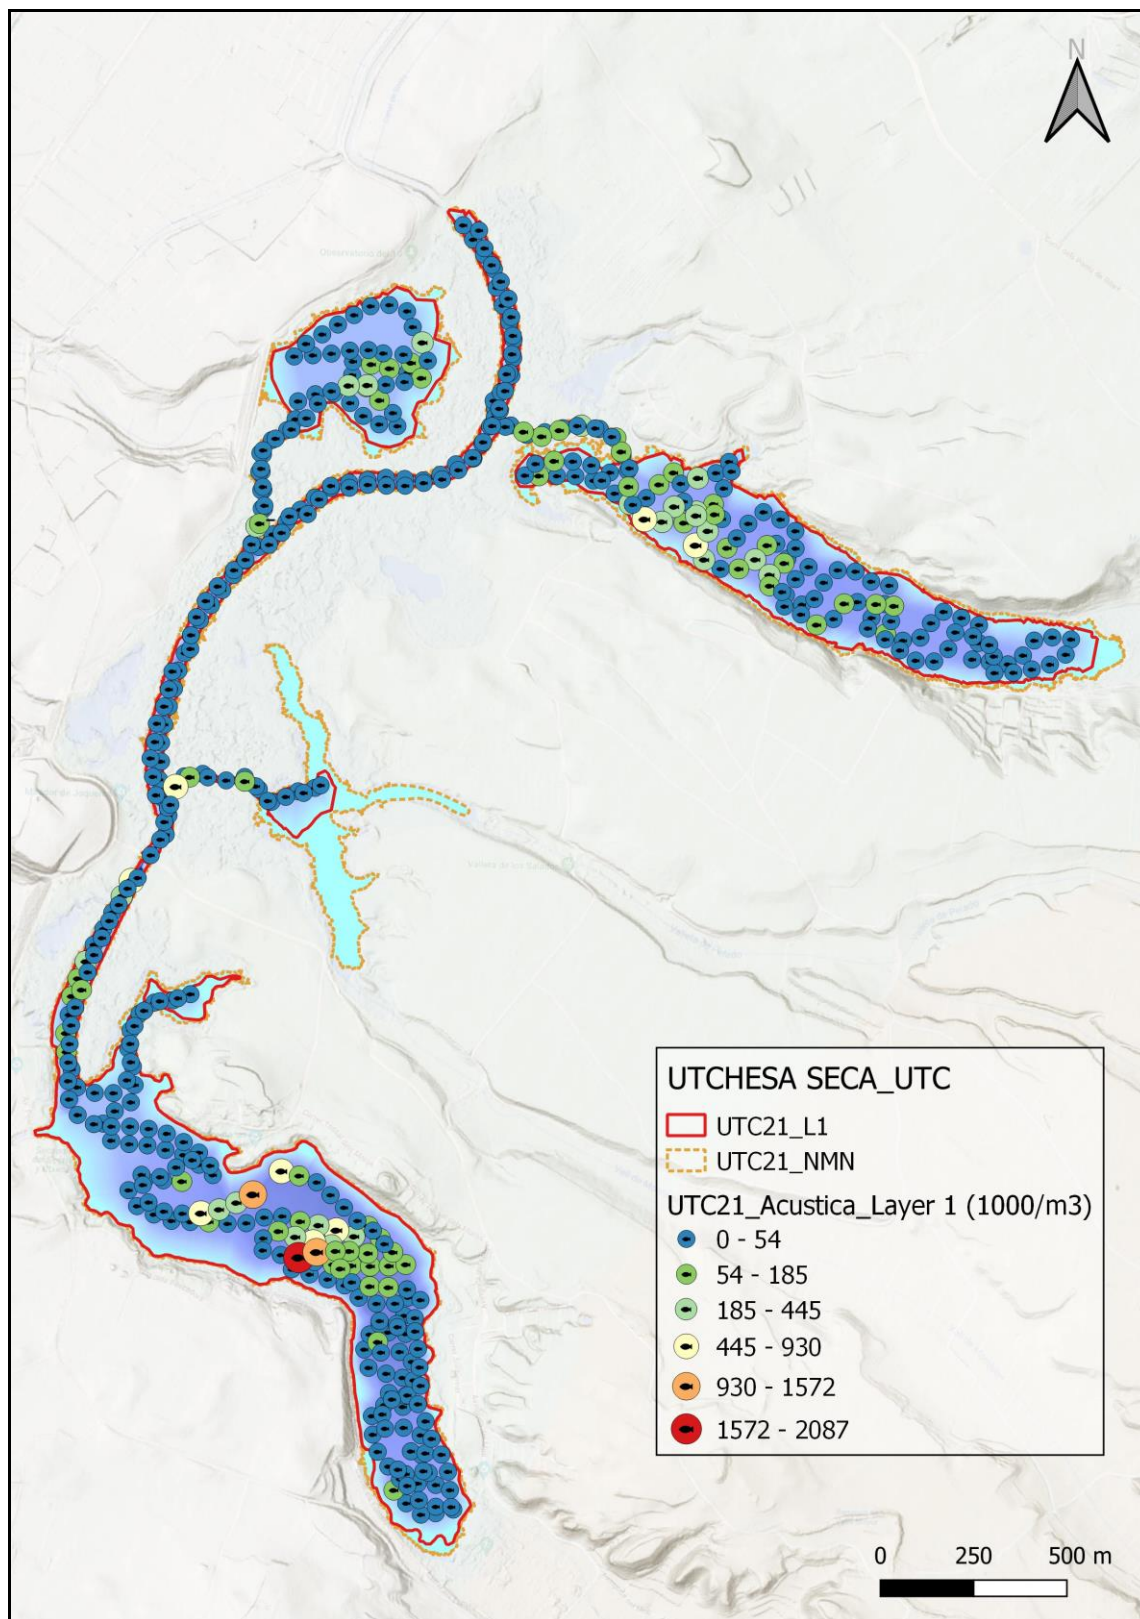 N
UTCHESA SECA_UTC
UTC21_L1
UTC21_NMN
UTC21_Acustica_Layer 1 (1000/m3)
0 - 54
54 - 185
185 - 445
445 - 930
930 - 1572
1572 - 2087
0 250 500 m